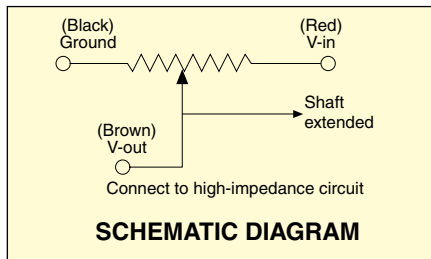 (Black)
Ground
(Red)
V-in
Shaft
extended
(Brown)
V-out
Connect to high-impedance circuit
SCHEMATIC DIAGRAM